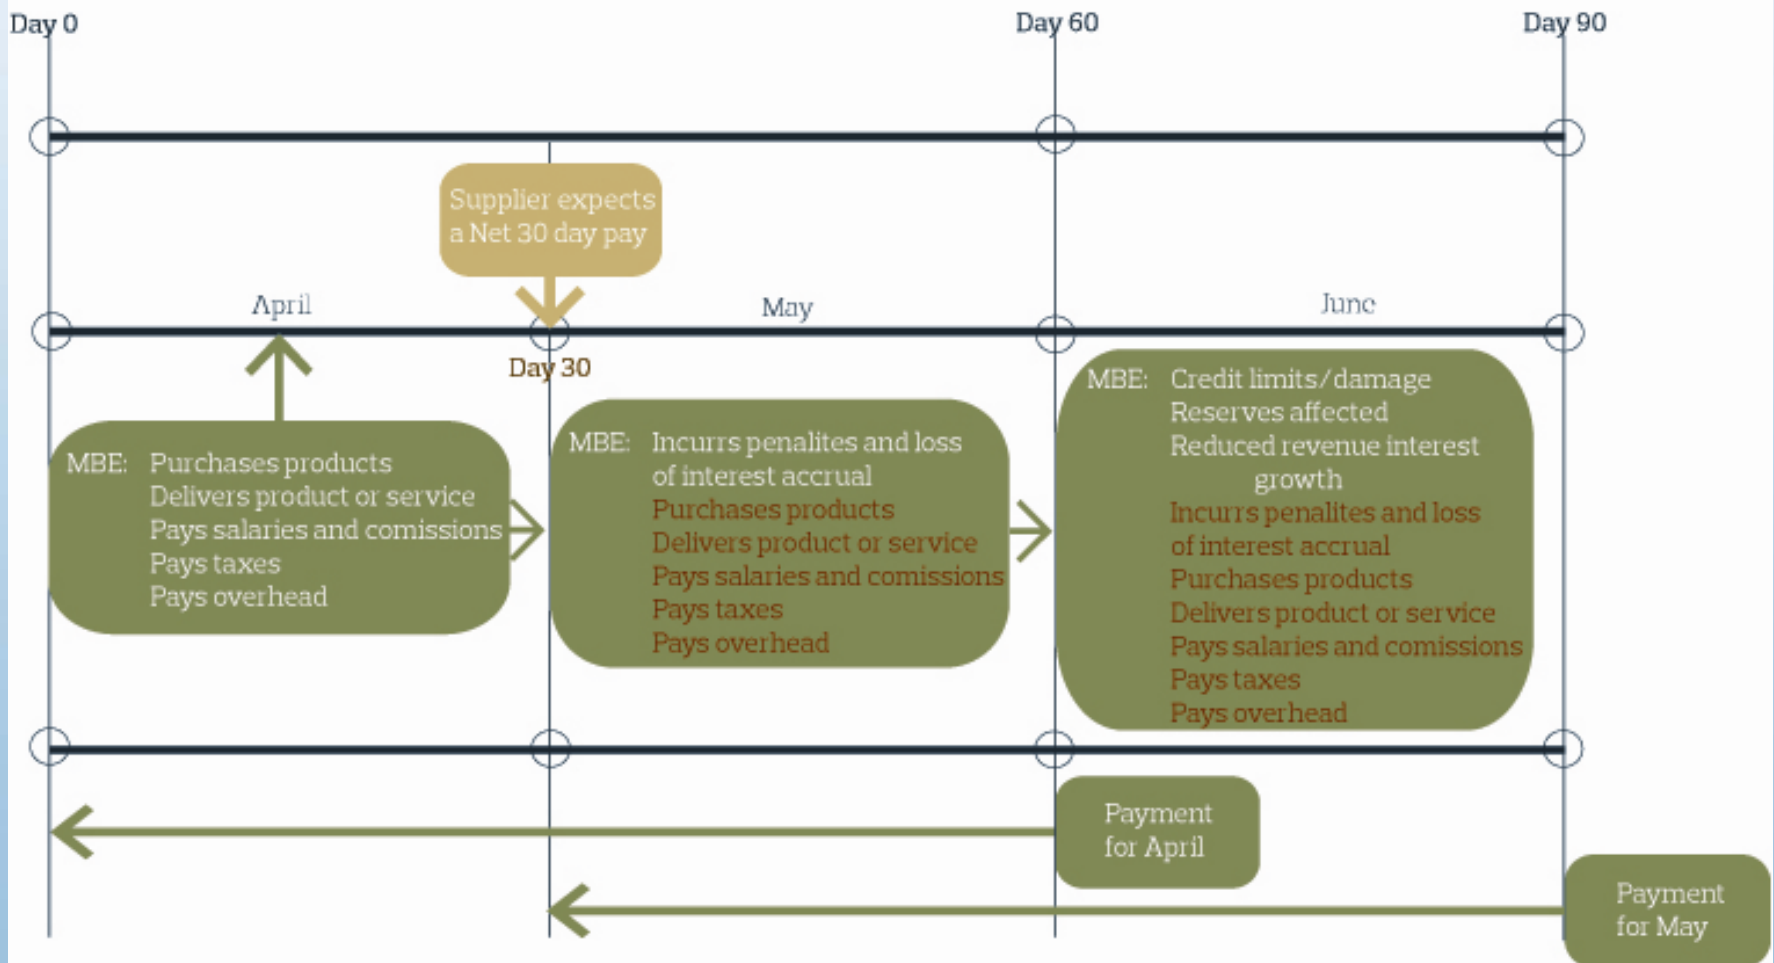 Day 0
Day 60
Day 90
Supplier expects
a Net 30 day pay
April
May
June
Day 30
MBE: Purchases products
Delivers product or service
Pays salaries and comissions
Pays taxes
Pays overhead
MBE: Incurrs penalites and loss
of interest accrual
Purchases products
Delivers product or service
Pays salaries and comissions
Pays taxes
Pays overhead
MBE: Credit limits/damage
Reserves affected
Reduced revenue interest
growth
Incurrs penalites and loss
of interest accrual
Purchases products
Delivers product or service
Pays salaries and comissions
Pays taxes
Pays overhead
Payment
for April
Payment
for May